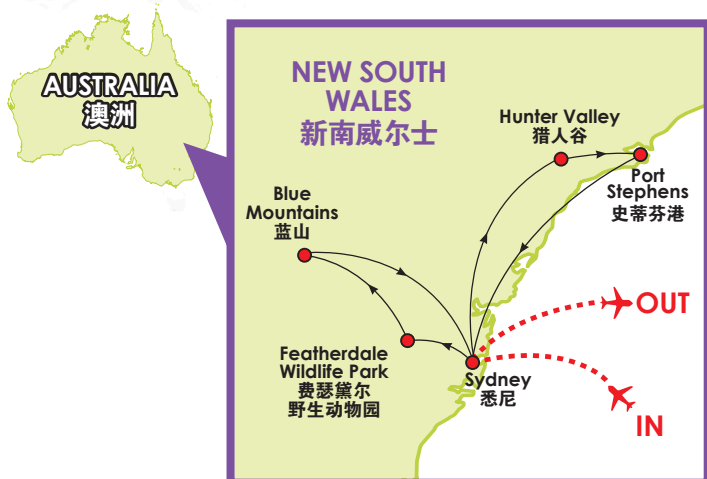 AUSTRALIA
澳洲
NEW SOUTH
WALES
新南威尔士
Hunter Valley
猎人谷
Port
Stephens
史蒂芬港
Blue
Mountains
蓝山
OUT
Featherdale
Wildlife Park
费瑟黛尔
野生动物园
Sydney
悉尼
IN